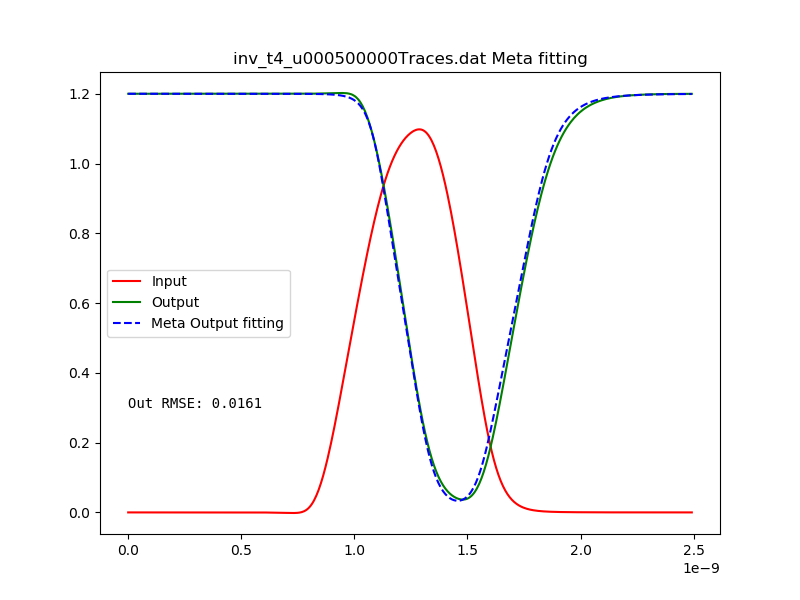 inv_t4_u000500000Traces.dat Meta fitting
1.2
1.0
0.8
0.6
0.4
0.2
0.0
Input
Output
Meta Output fitting
Out RMSE: 0.0161
0.0 0.5 1.0 1.5 2.0 2.5
1e−9